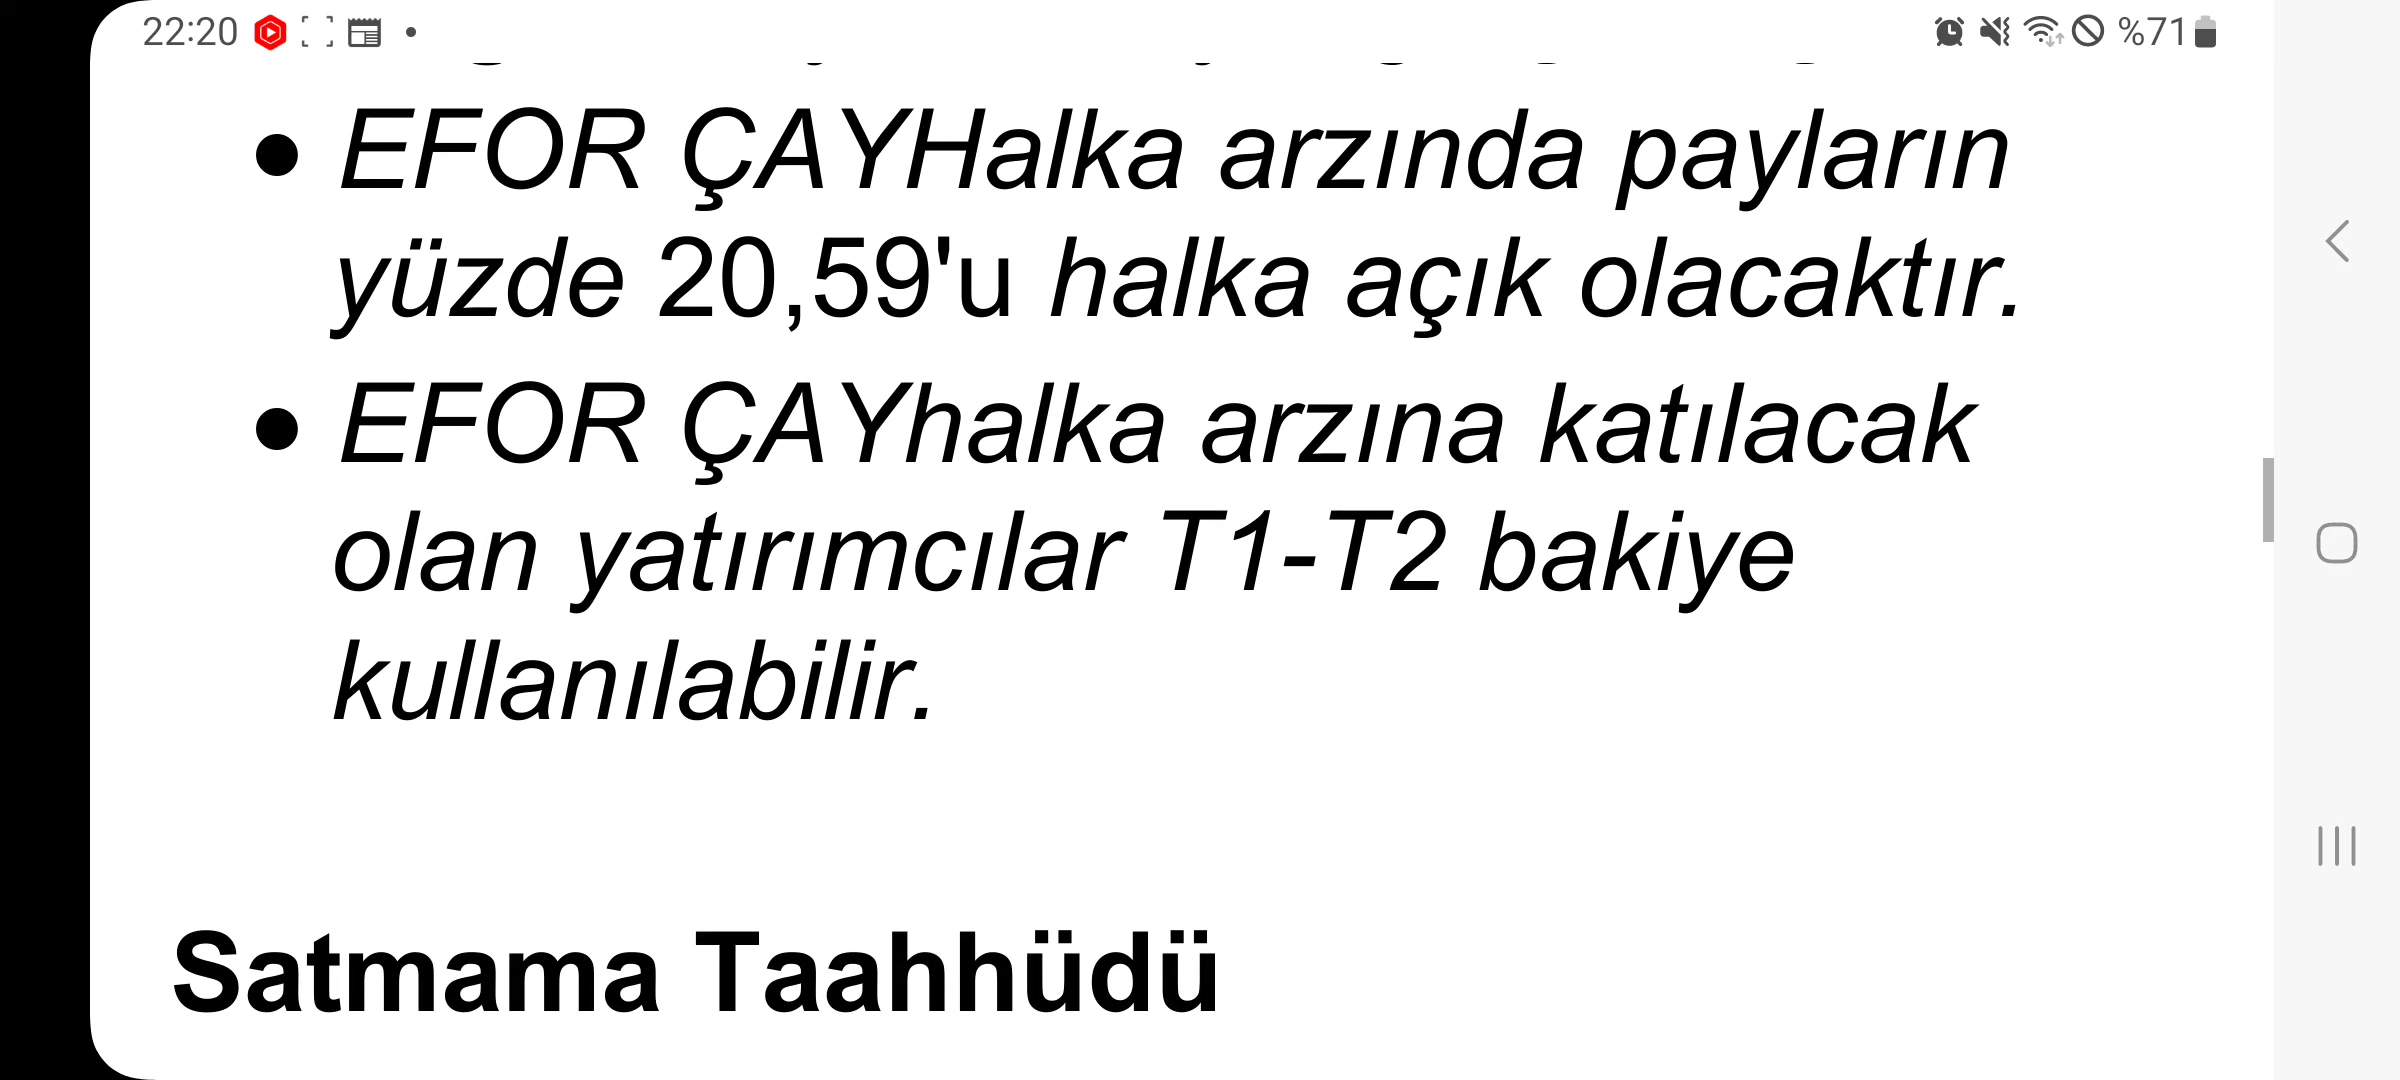 22:20
%71
• EFOR ÇAYHalka arzında payların
yüzde 20,59'u halka açık olacaktır.
• EFOR ÇAYhalka arzına katılacak
olan yatırımcılar T1-T2 bakiye
kullanılabilir.
Satmama Taahhüdü